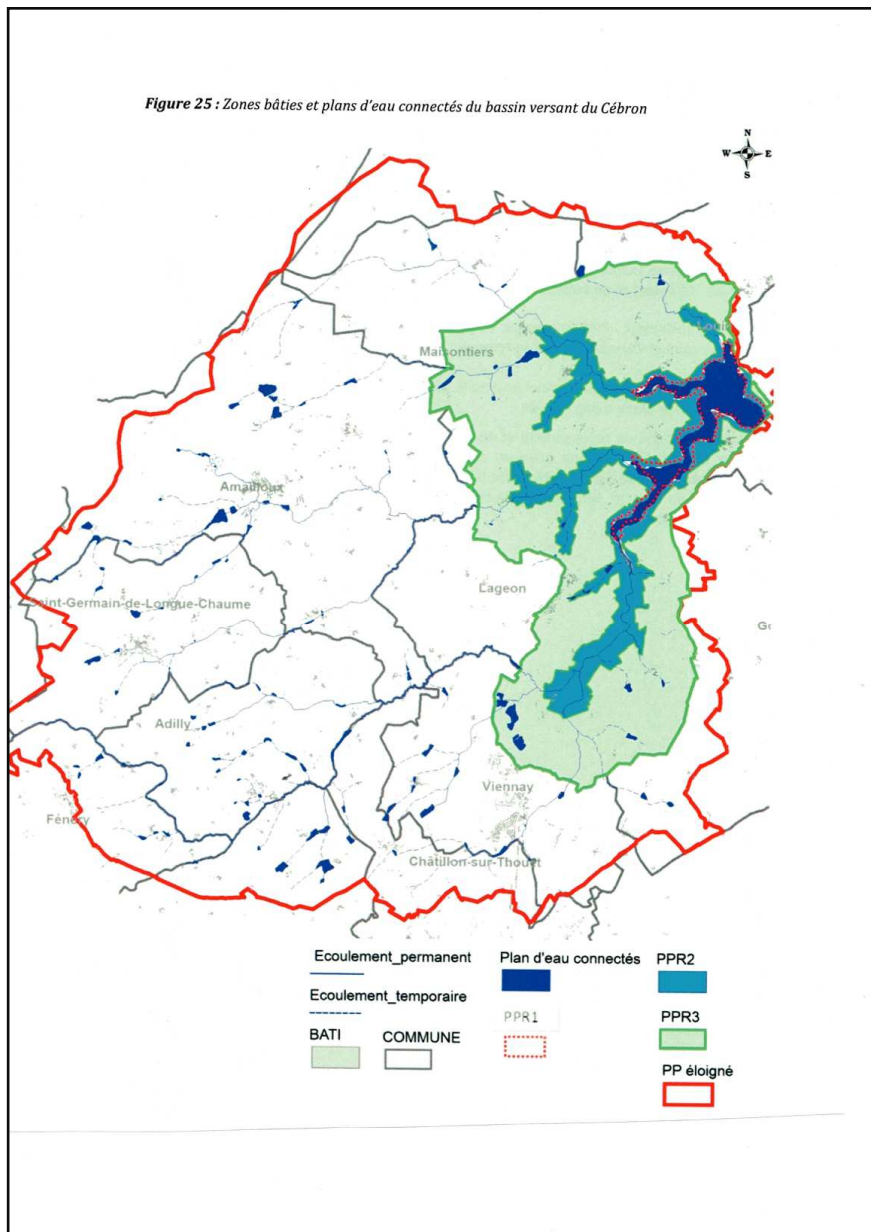 Figure 25 : Zones bâties et plans d'eau connectés du bassin versant du Cébron
N
W E
S
Maisontiers
Amailloux
Saint-Germain-de-Longue-Chaume
Lageon
Adilly
Viennay
Fénery
Châtillon-sur-Thouet
Ecoulement_permanent
Plan d'eau connectés
PPR2
Ecoulement_temporaire
PPR1
PPR3
BATI
COMMUNE
PP éloigné